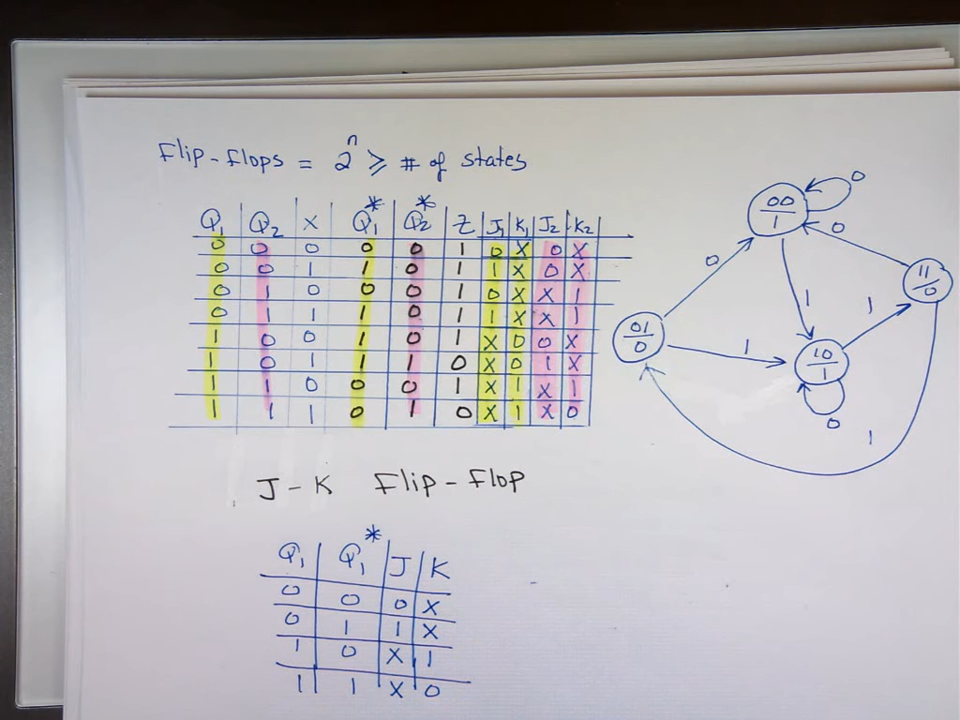 Flip-Flops = 2ⁿ ≥ # of states
Q₁ Q₂ X Q₁* Q₂* Z J₁ K₁ J₂ K₂
0 0 0 0 0 1 0 X 0 X
0 0 1 1 0 1 1 X 0 X
0 1 0 0 0 1 0 X X 1
0 1 1 1 0 1 1 X X 1
1 0 0 1 0 1 X 0 0 X
1 0 1 1 1 0 X 0 1 X
1 1 0 0 0 1 X 1 X 1
1 1 1 0 1 0 X 1 X 0
00
1
0
0
0
11
0
1
1
01
0
1
10
1
0
1
J-K Flip-Flop
Q₁ Q₁* J K
0 0 0 X
0 1 1 X
1 0 X 1
1 1 X 0